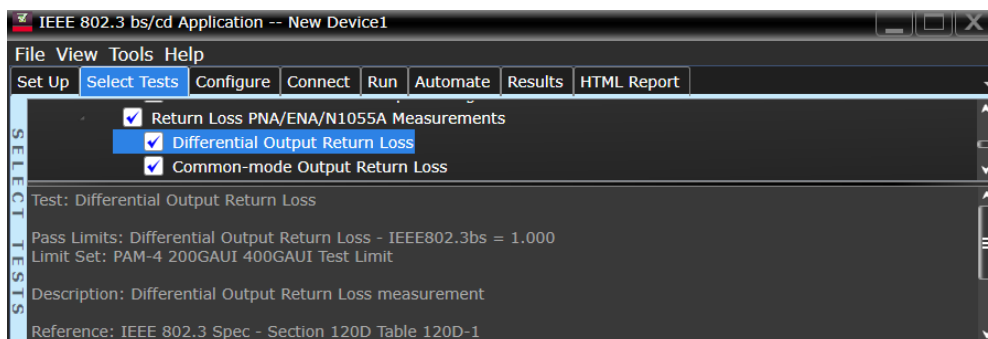 IEEE 802.3 bs/cd Application -- New Device1
File View Tools Help
Set Up Select Tests Configure Connect Run Automate Results HTML Report
SELECT TESTS
Return Loss PNA/ENA/N1055A Measurements
Differential Output Return Loss
Common-mode Output Return Loss
Test: Differential Output Return Loss
Pass Limits: Differential Output Return Loss - IEEE802.3bs = 1.000
Limit Set: PAM-4 200GAUI 400GAUI Test Limit
Description: Differential Output Return Loss measurement
Reference: IEEE 802.3 Spec - Section 120D Table 120D-1